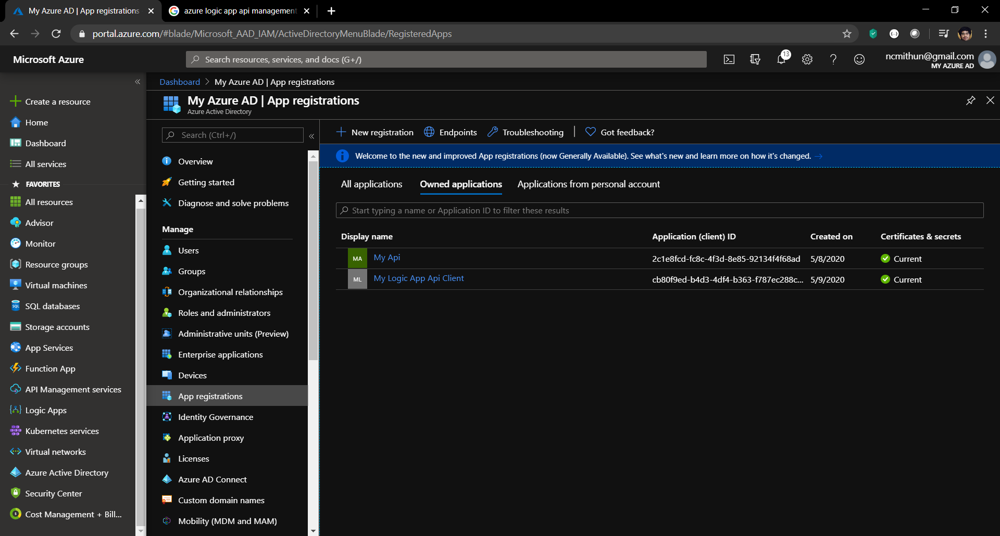 My Azure AD | App registrations
azure logic app api management
portal.azure.com/#blade/Microsoft_AAD_IAM/ActiveDirectoryMenuBlade/RegisteredApps
Microsoft Azure
Search resources, services, and docs (G+/)
13
ncmithun@gmail.com
MY AZURE AD
Create a resource
Home
Dashboard
All services
FAVORITES
All resources
Advisor
Monitor
Resource groups
Virtual machines
SQL databases
Storage accounts
App Services
Function App
API Management services
Logic Apps
Kubernetes services
Virtual networks
Azure Active Directory
Security Center
Cost Management + Bill...
Dashboard > My Azure AD | App registrations
My Azure AD | App registrations
Azure Active Directory
Search (Ctrl+/)
Overview
Getting started
Diagnose and solve problems
Manage
Users
Groups
Organizational relationships
Roles and administrators
Administrative units (Preview)
Enterprise applications
Devices
App registrations
Identity Governance
Application proxy
Licenses
Azure AD Connect
Custom domain names
Mobility (MDM and MAM)
New registration Endpoints Troubleshooting Got feedback?
Welcome to the new and improved App registrations (now Generally Available). See what's new and learn more on how it's changed. →
All applications Owned applications Applications from personal account
Start typing a name or Application ID to filter these results
Display name Application (client) ID Created on Certificates & secrets
MA My Api 2c1e8fcd-fc8c-4f3d-8e85-92134f4f68ad 5/8/2020 Current
ML My Logic App Api Client cb80f9ed-b4d3-4df4-b363-f787ec288c... 5/9/2020 Current